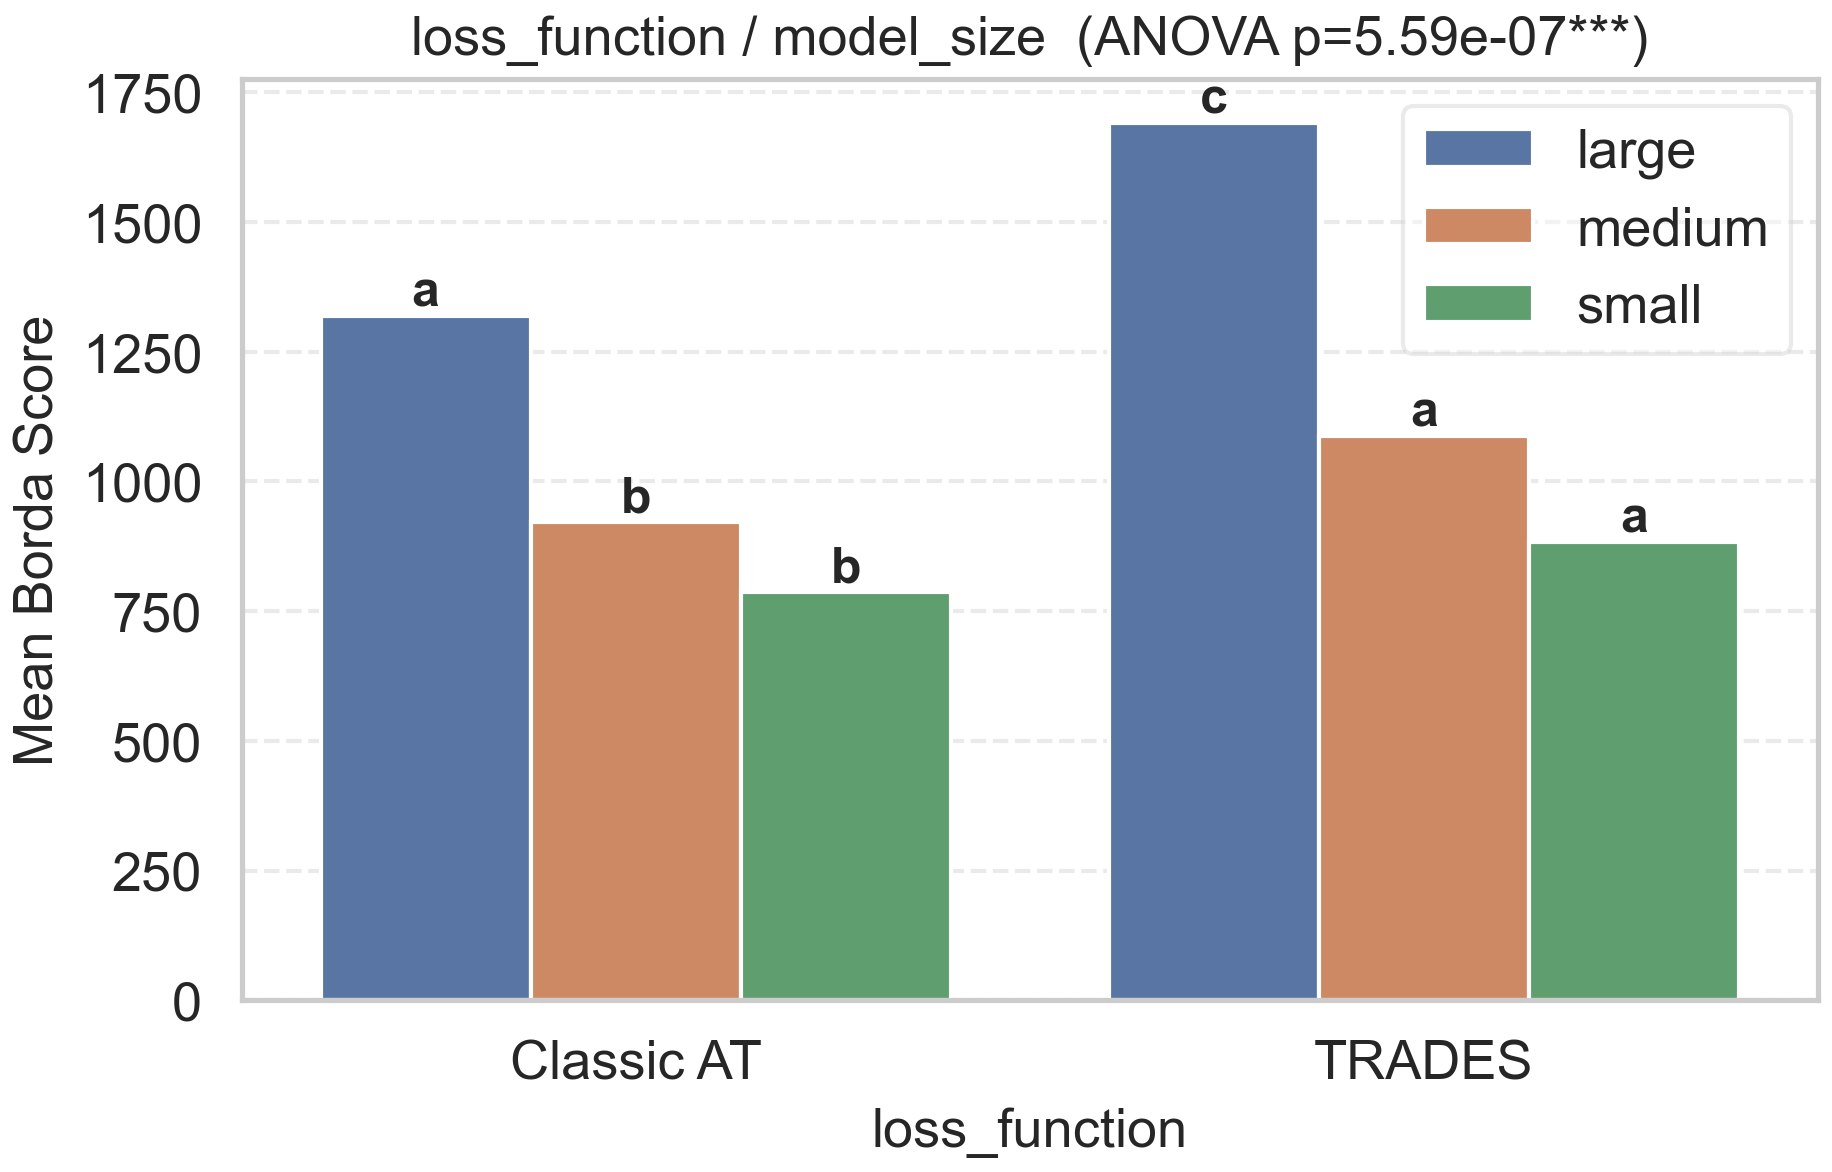 loss_function / model_size  (ANOVA p=5.59e-07***)
Mean Borda Score
1750
1500
1250
1000
750
500
250
0
large
medium
small
a
b
b
c
a
a
Classic AT
TRADES
loss_function